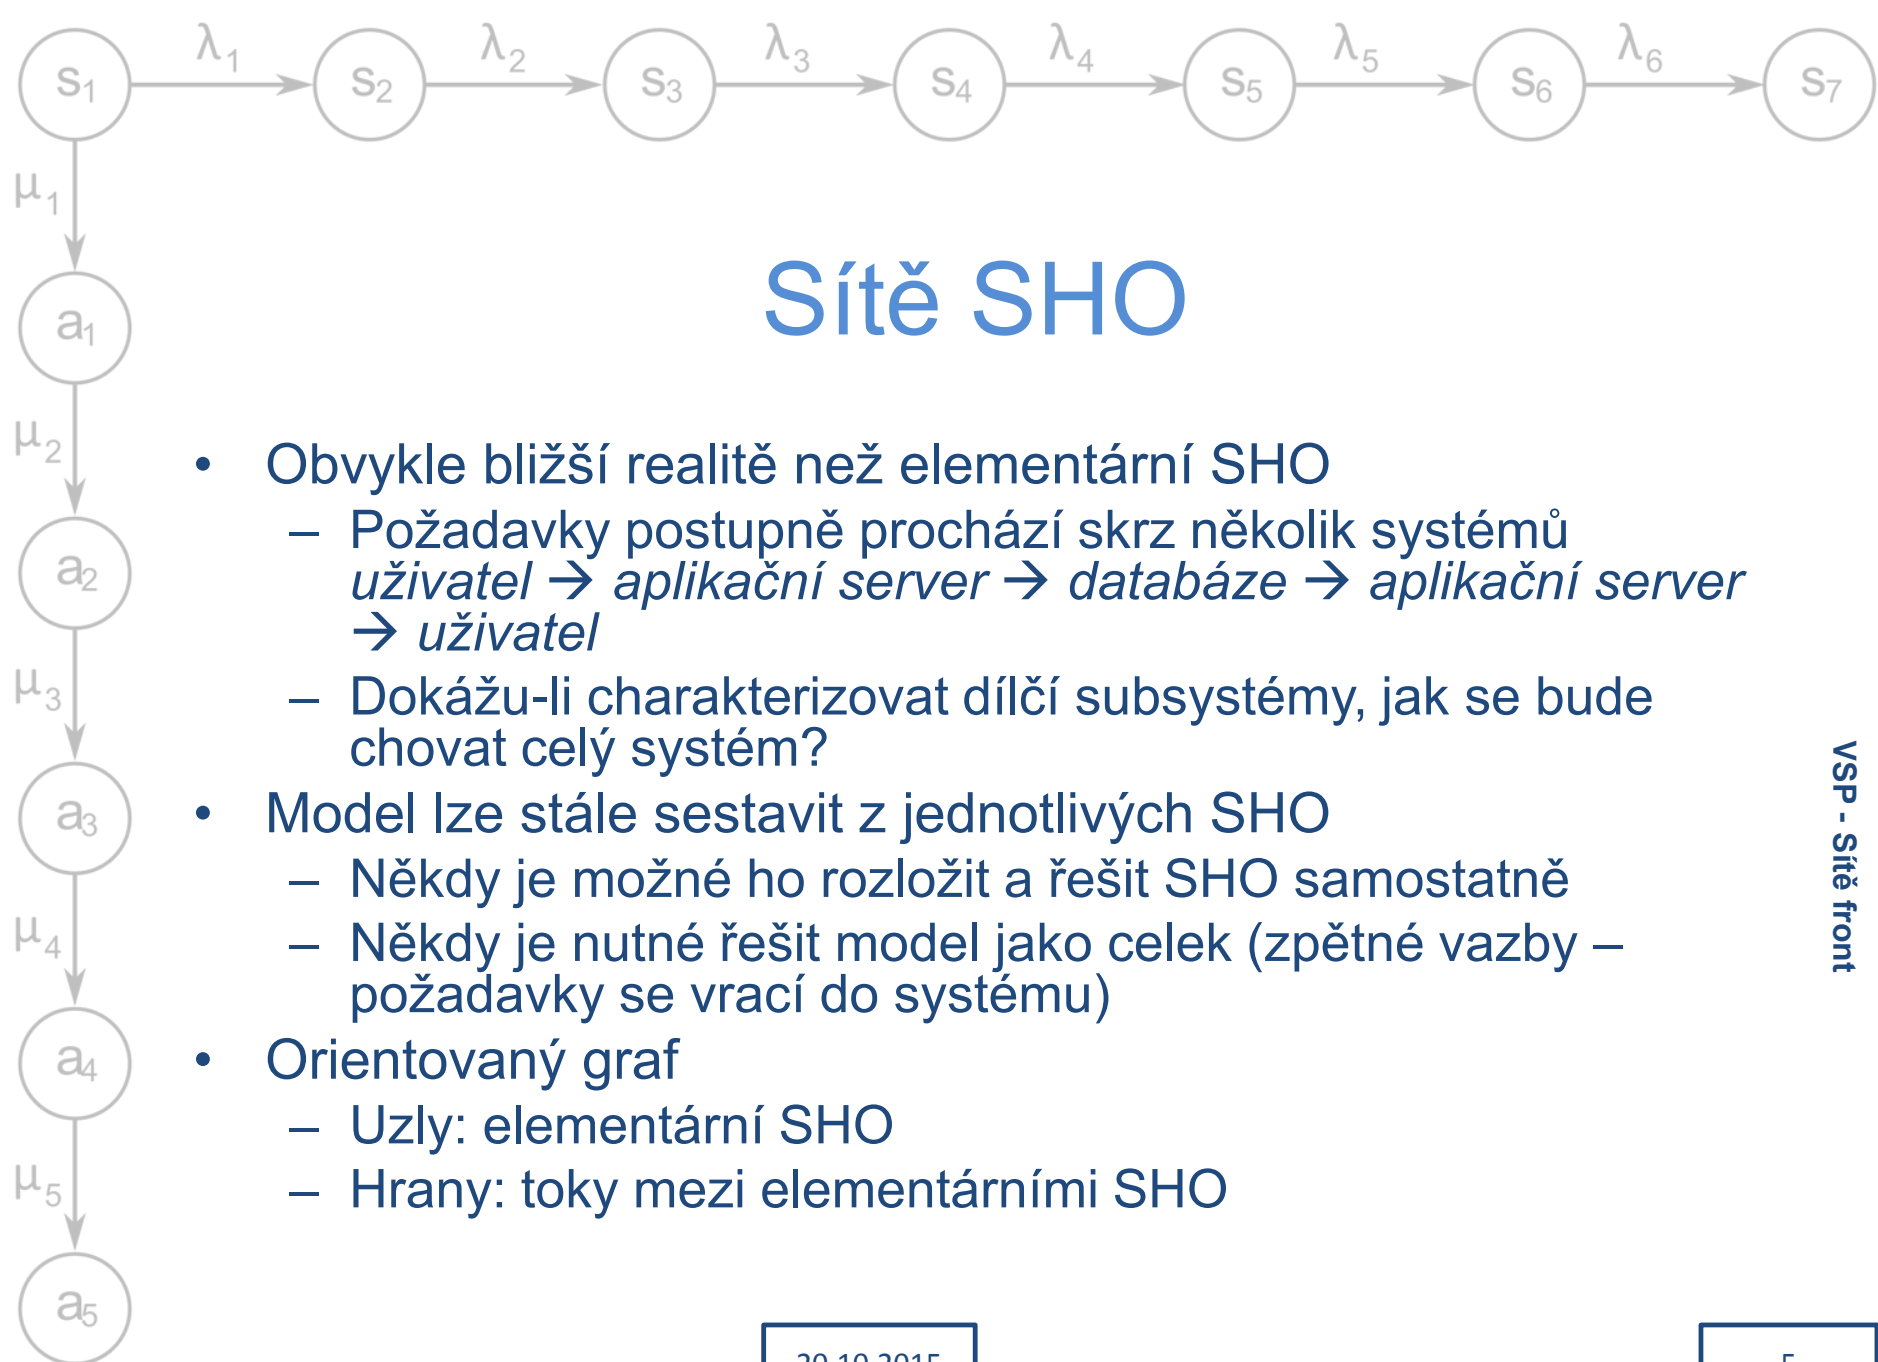 s1 λ1 s2 λ2 s3 λ3 s4 λ4 s5 λ5 s6 λ6 s7
μ1
a1
μ2
a2
μ3
a3
μ4
a4
μ5
a5
Sítě SHO
• Obvykle bližší realitě než elementární SHO
– Požadavky postupně prochází skrz několik systémů
uživatel → aplikační server → databáze → aplikační server
→ uživatel
– Dokážu-li charakterizovat dílčí subsystémy, jak se bude
chovat celý systém?
• Model lze stále sestavit z jednotlivých SHO
– Někdy je možné ho rozložit a řešit SHO samostatně
– Někdy je nutné řešit model jako celek (zpětné vazby –
požadavky se vrací do systému)
• Orientovaný graf
– Uzly: elementární SHO
– Hrany: toky mezi elementárními SHO
VSP - Sítě front
5